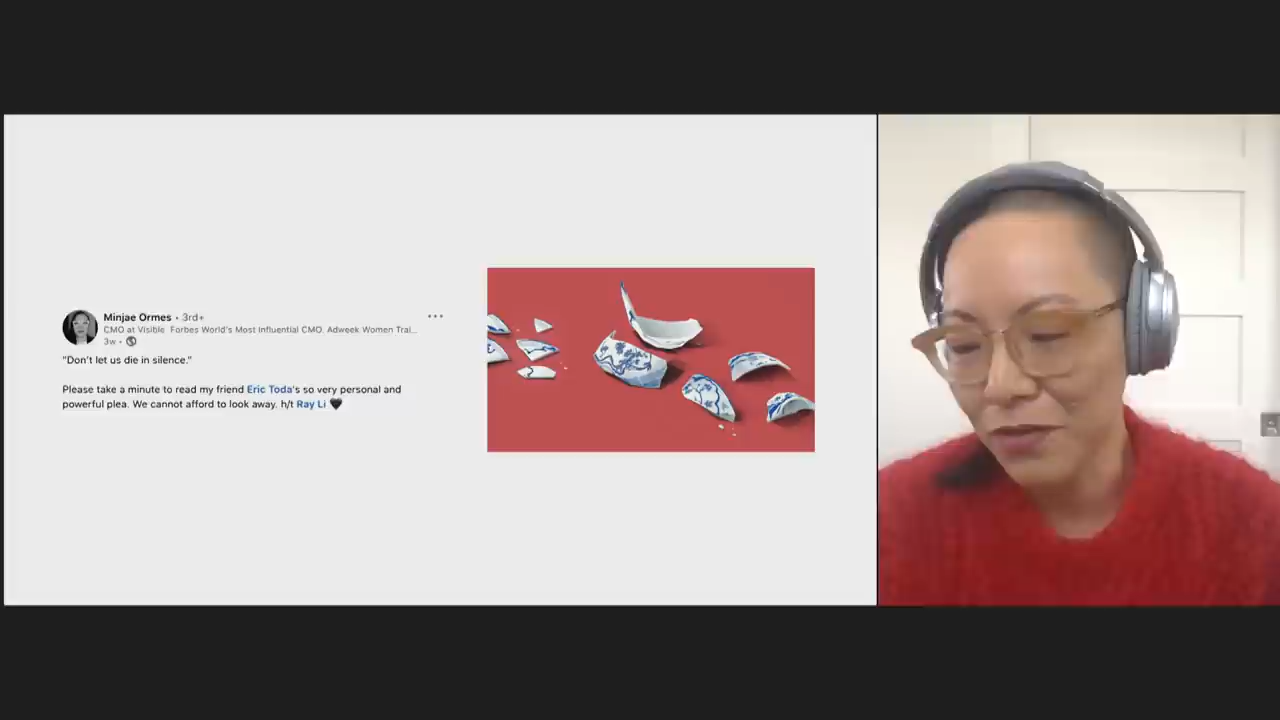 Minjae Ormes • 3rd+
CMO at Visible Forbes World's Most Influential CMO. Adweek Women Trai...
3w •
"Don't let us die in silence."
Please take a minute to read my friend Eric Toda's so very personal and
powerful plea. We cannot afford to look away. h/t Ray Li 🖤